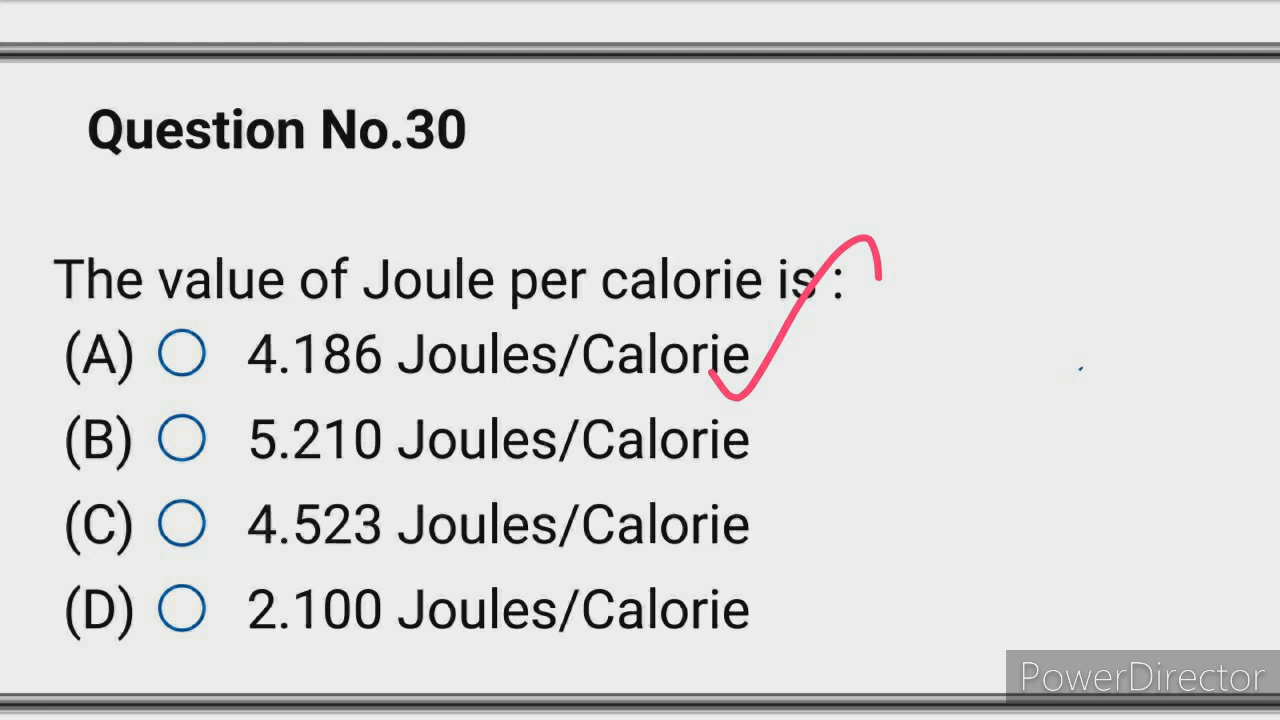 Question No.30
The value of Joule per calorie is :
(A) 4.186 Joules/Calorie
(B) 5.210 Joules/Calorie
(C) 4.523 Joules/Calorie
(D) 2.100 Joules/Calorie
PowerDirector